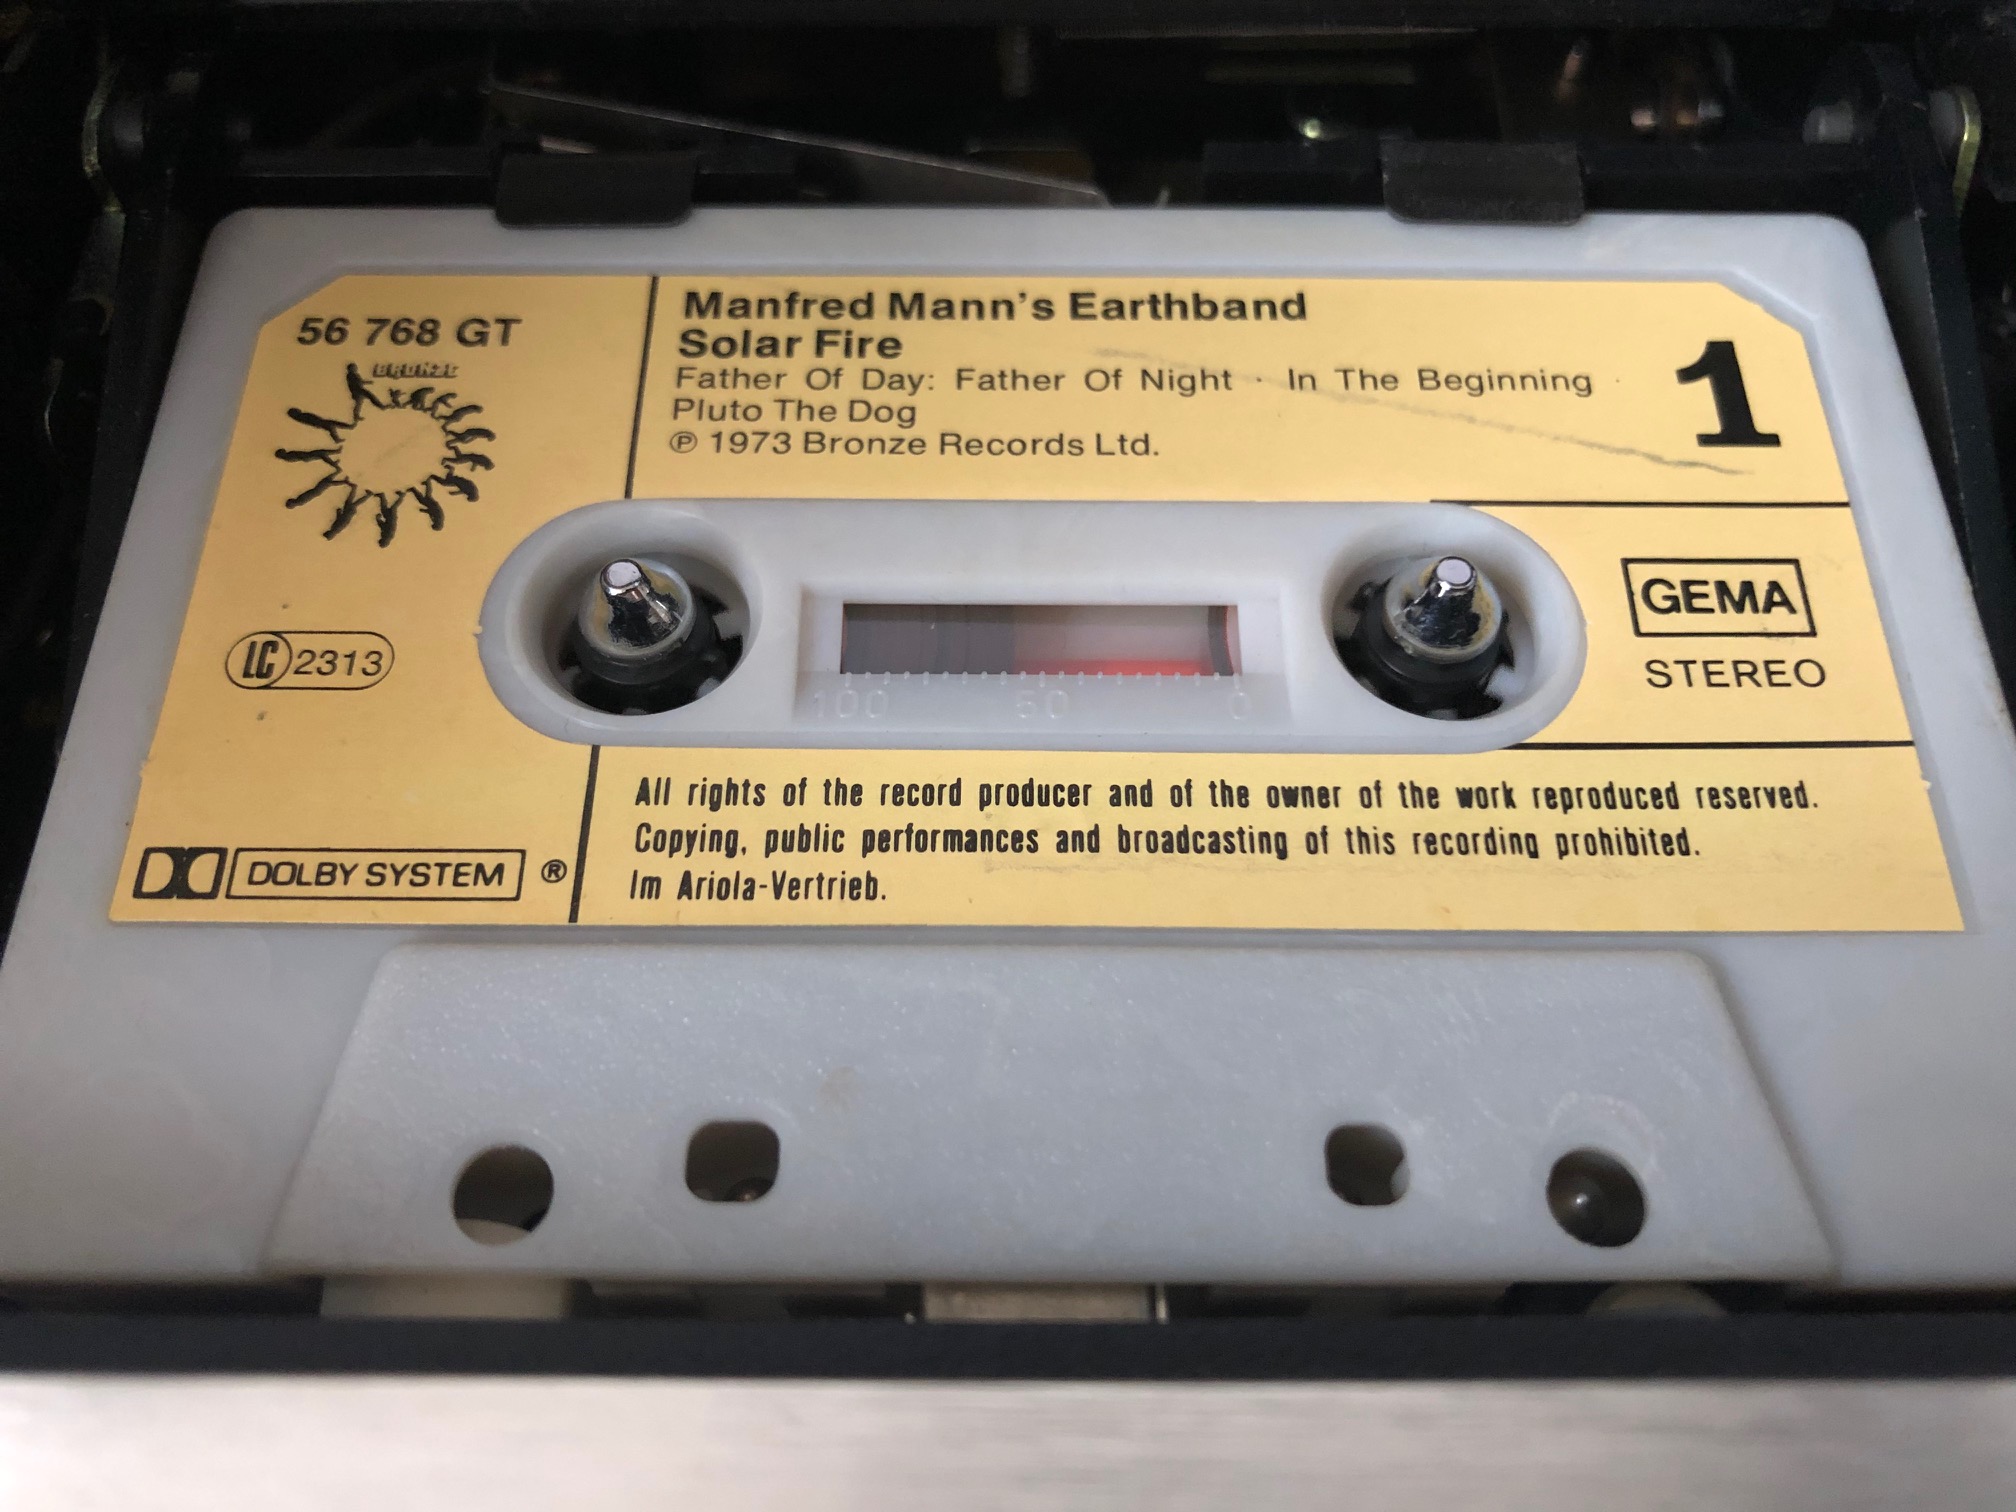 56 768 GT
BRONZE
Manfred Mann's Earthband
Solar Fire
Father Of Day: Father Of Night · In The Beginning ·
Pluto The Dog
℗ 1973 Bronze Records Ltd.
1
LC 2313
100 50 0
GEMA
STEREO
DOLBY SYSTEM ®
All rights of the record producer and of the owner of the work reproduced reserved.
Copying, public performances and broadcasting of this recording prohibited.
Im Ariola-Vertrieb.